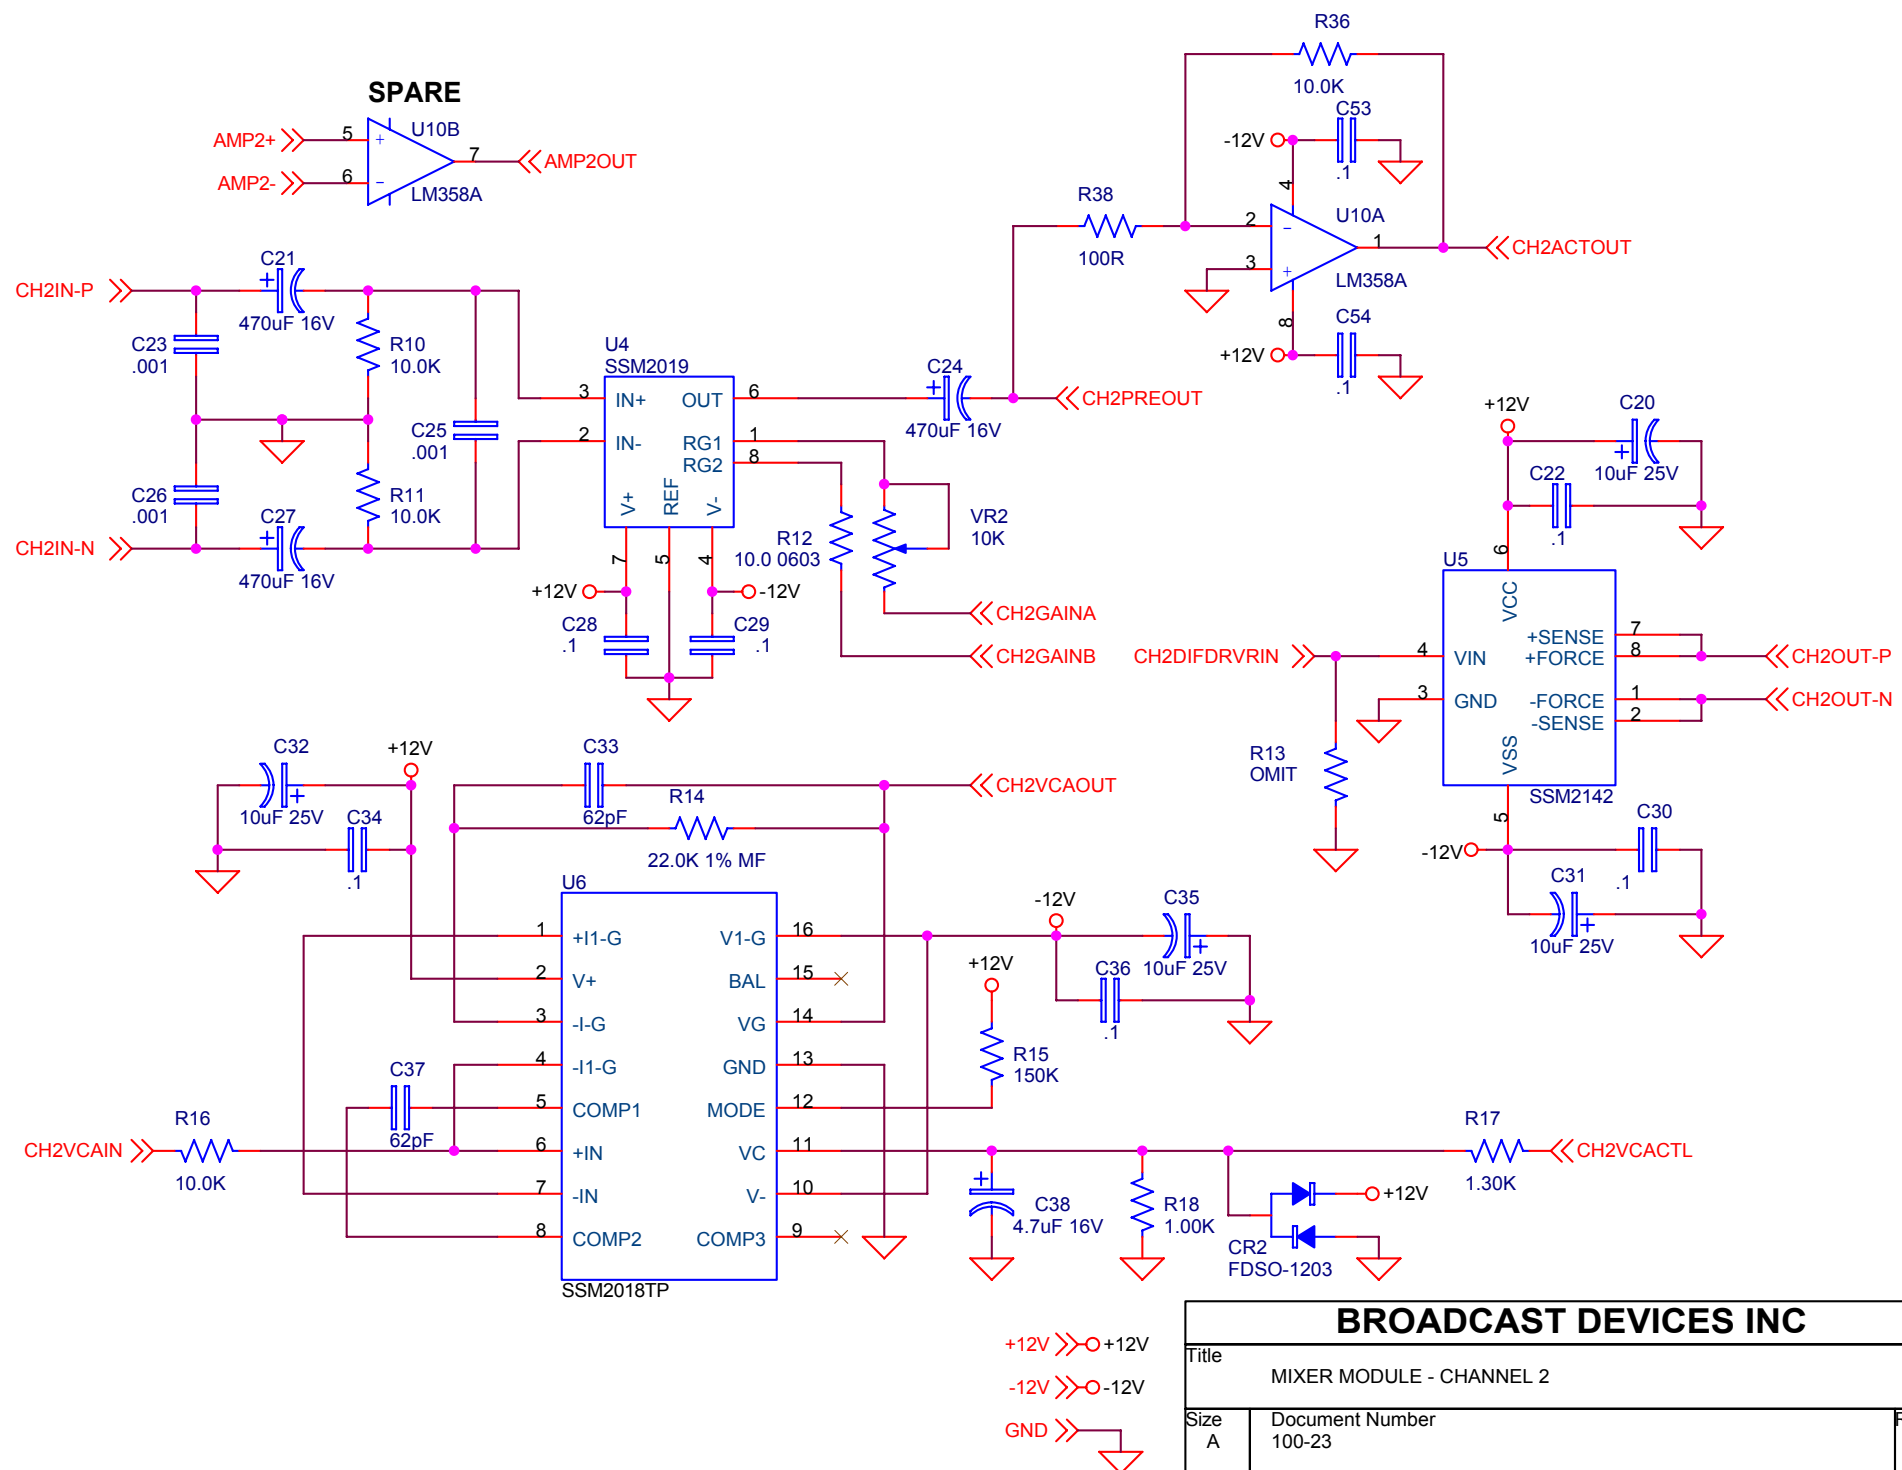 SPARE
AMP2+
5
+
U10B
7
AMP2OUT
AMP2-
6
−
LM358A
R36
10.0K
C53
-12V
.1
4
R38
100R
2
−
U10A
1
CH2ACTOUT
3
+
LM358A
8
C54
+12V
.1
CH2IN-P
C21
+
470uF 16V
C23
.001
R10
10.0K
C25
.001
C26
.001
R11
10.0K
CH2IN-N
C27
+
470uF 16V
U4
SSM2019
3
IN+
OUT
6
2
IN-
RG1
1
RG2
8
V+
REF
V-
7
5
4
C24
+
470uF 16V
CH2PREOUT
R12
10.0 0603
VR2
10K
+12V
-12V
C28
.1
C29
.1
CH2GAINA
CH2GAINB
+12V
C20
+
10uF 25V
C22
.1
6
U5
VCC
+SENSE
7
CH2DIFDRVRIN
4
VIN
+FORCE
8
CH2OUT-P
3
GND
-FORCE
1
CH2OUT-N
-SENSE
2
VSS
R13
OMIT
SSM2142
5
-12V
C30
.1
C31
+
10uF 25V
C32
+12V
+
10uF 25V
C34
.1
C33
62pF
R14
22.0K 1% MF
CH2VCAOUT
U6
1
+I1-G
V1-G
16
2
V+
BAL
15
3
-I-G
VG
14
4
-I1-G
GND
13
5
COMP1
MODE
12
6
+IN
VC
11
7
-IN
V-
10
8
COMP2
COMP3
9
SSM2018TP
C37
62pF
CH2VCAIN
R16
10.0K
-12V
C35
+
10uF 25V
C36
.1
+12V
R15
150K
R17
1.30K
CH2VCACTL
+
C38
4.7uF 16V
R18
1.00K
+12V
CR2
FDSO-1203
+12V
+12V
-12V
-12V
GND
BROADCAST DEVICES INC
Title
MIXER MODULE - CHANNEL 2
Size
A
Document Number
100-23